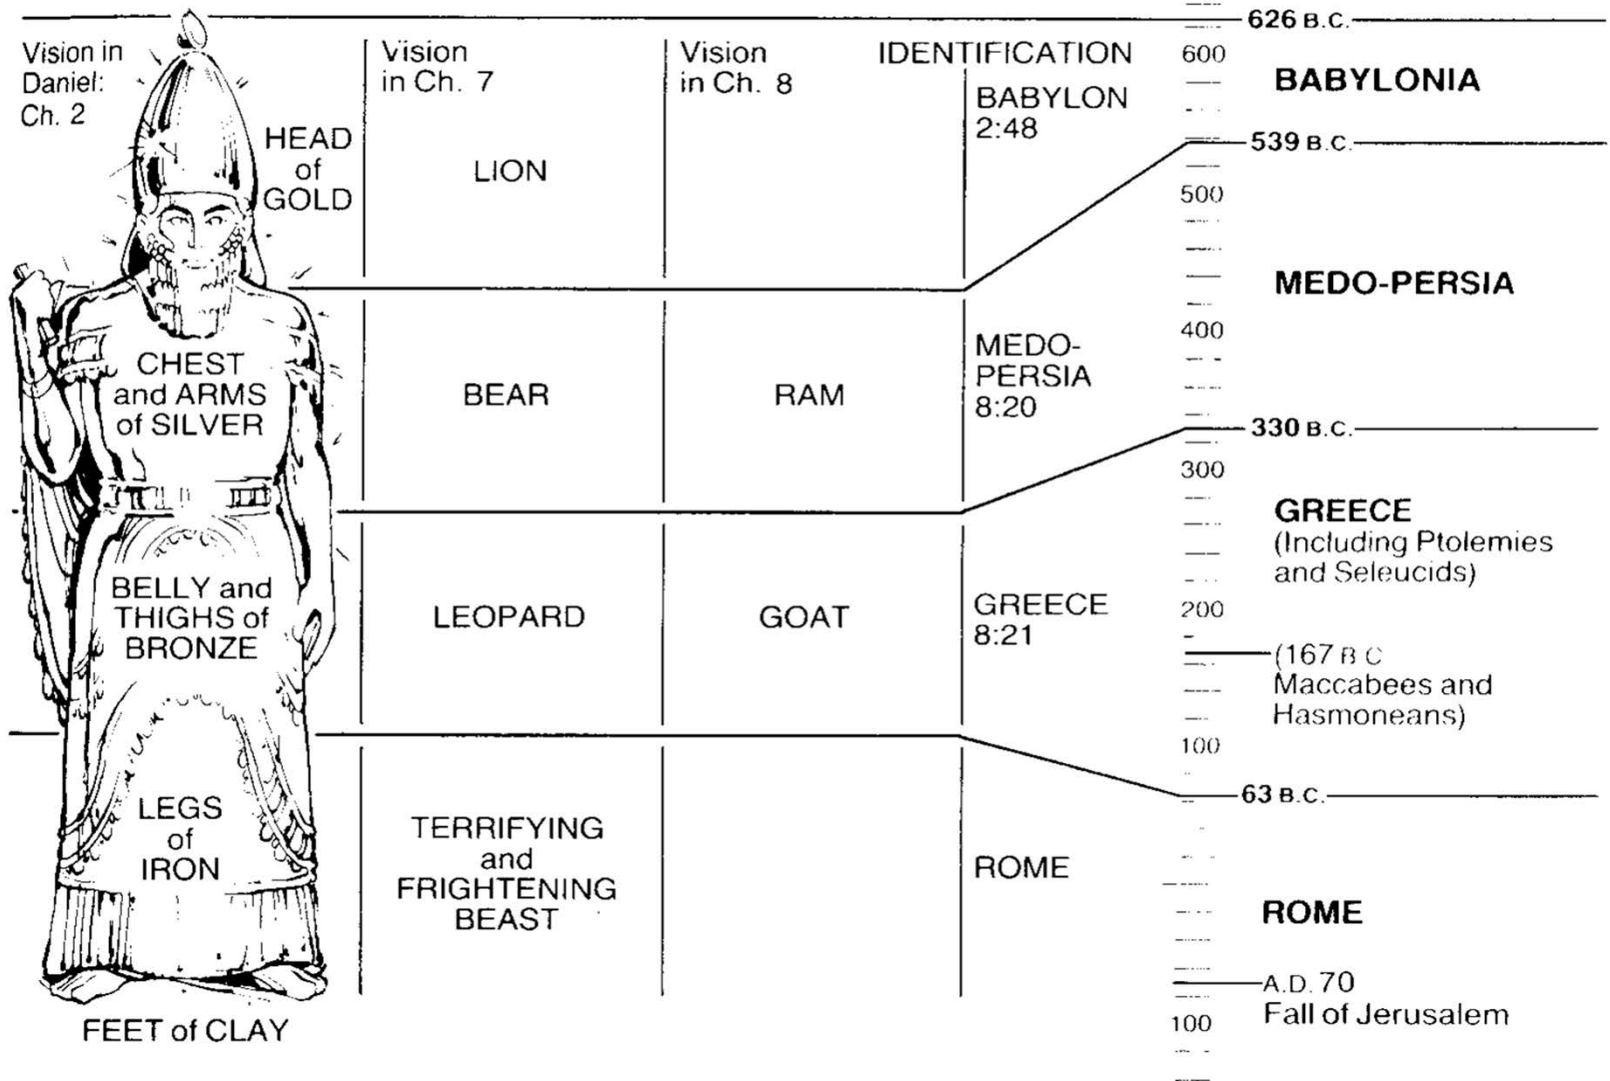 Vision in
Daniel:
Ch. 2
HEAD
of
GOLD
CHEST
and ARMS
of SILVER
BELLY and
THIGHS of
BRONZE
LEGS
of
IRON
FEET of CLAY
Vision
in Ch. 7
LION
BEAR
LEOPARD
TERRIFYING
and
FRIGHTENING
BEAST
Vision
in Ch. 8
RAM
GOAT
IDENTIFICATION
BABYLON
2:48
MEDO-
PERSIA
8:20
GREECE
8:21
ROME
626 B.C.
600
BABYLONIA
539 B.C.
500
MEDO-PERSIA
400
330 B.C.
300
GREECE
(Including Ptolemies
and Seleucids)
200
(167 B C
Maccabees and
Hasmoneans)
100
63 B.C.
ROME
A.D. 70
Fall of Jerusalem
100